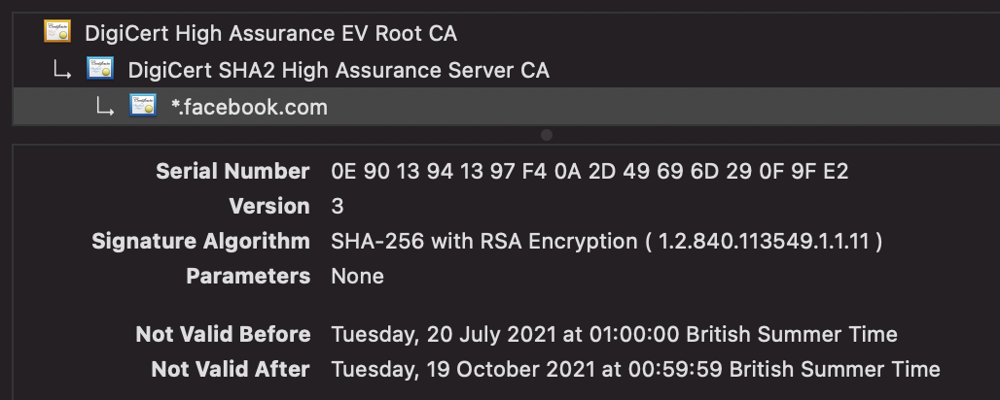 DigiCert High Assurance EV Root CA
DigiCert SHA2 High Assurance Server CA
*.facebook.com
Serial Number 0E 90 13 94 13 97 F4 0A 2D 49 69 6D 29 0F 9F E2
Version 3
Signature Algorithm SHA-256 with RSA Encryption ( 1.2.840.113549.1.1.11 )
Parameters None
Not Valid Before Tuesday, 20 July 2021 at 01:00:00 British Summer Time
Not Valid After Tuesday, 19 October 2021 at 00:59:59 British Summer Time